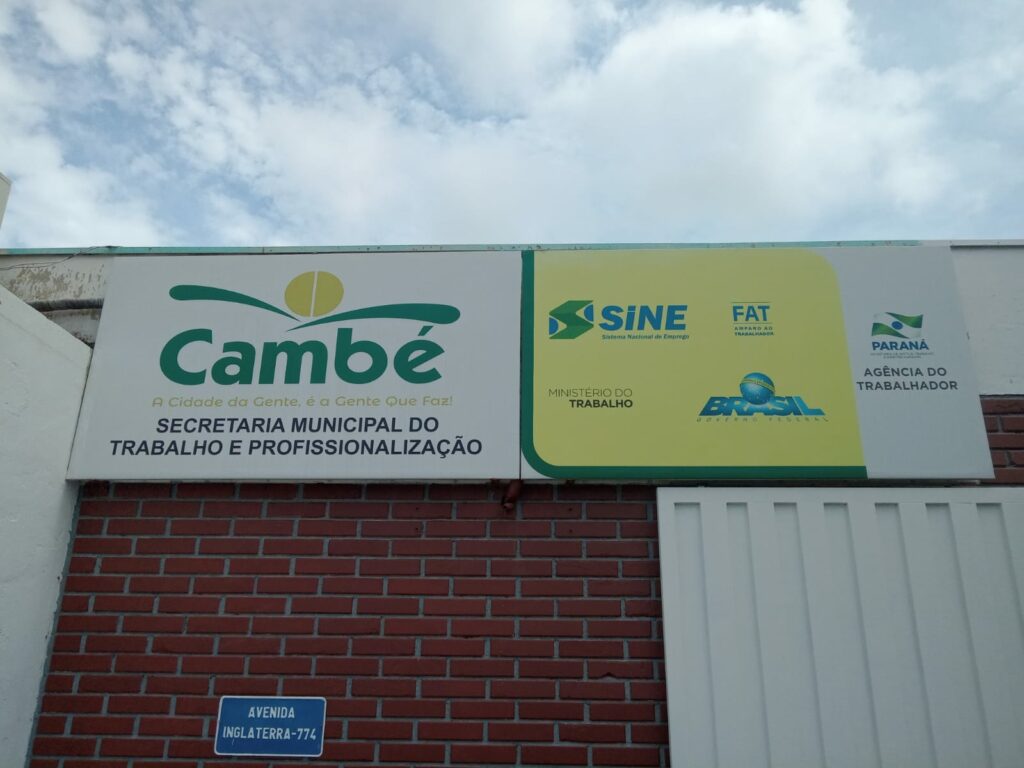 Cambé
A Cidade da Gente, é a Gente Que Faz!
SECRETARIA MUNICIPAL DO
TRABALHO E PROFISSIONALIZAÇÃO
SiNE
Sistema Nacional de Emprego
FAT
AMPARO AO
TRABALHADOR
MINISTÉRIO DO
TRABALHO
BRASIL
GOVERNO FEDERAL
PARANÁ
AGÊNCIA DO
TRABALHADOR
AVENIDA
INGLATERRA-774